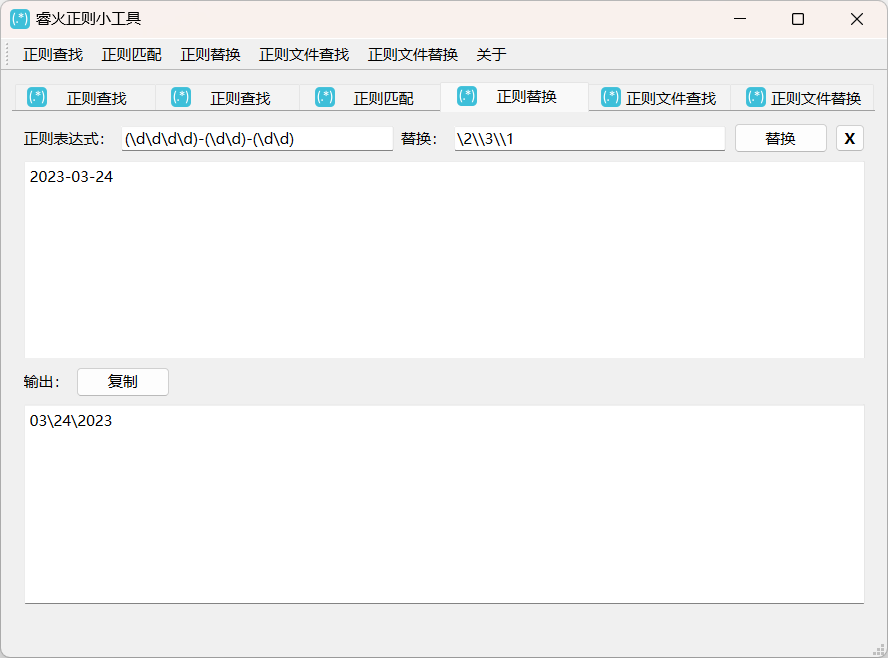 (.*) 睿火正则小工具
正则查找 正则匹配 正则替换 正则文件查找 正则文件替换 关于
(.*) 正则查找 (.*) 正则查找 (.*) 正则匹配 (.*) 正则替换 (.*) 正则文件查找 (.*) 正则文件替换
正则表达式： (\d\d\d\d)-(\d\d)-(\d\d) 替换： \2\\3\\1 替换 X
2023-03-24
输出： 复制
03\24\2023